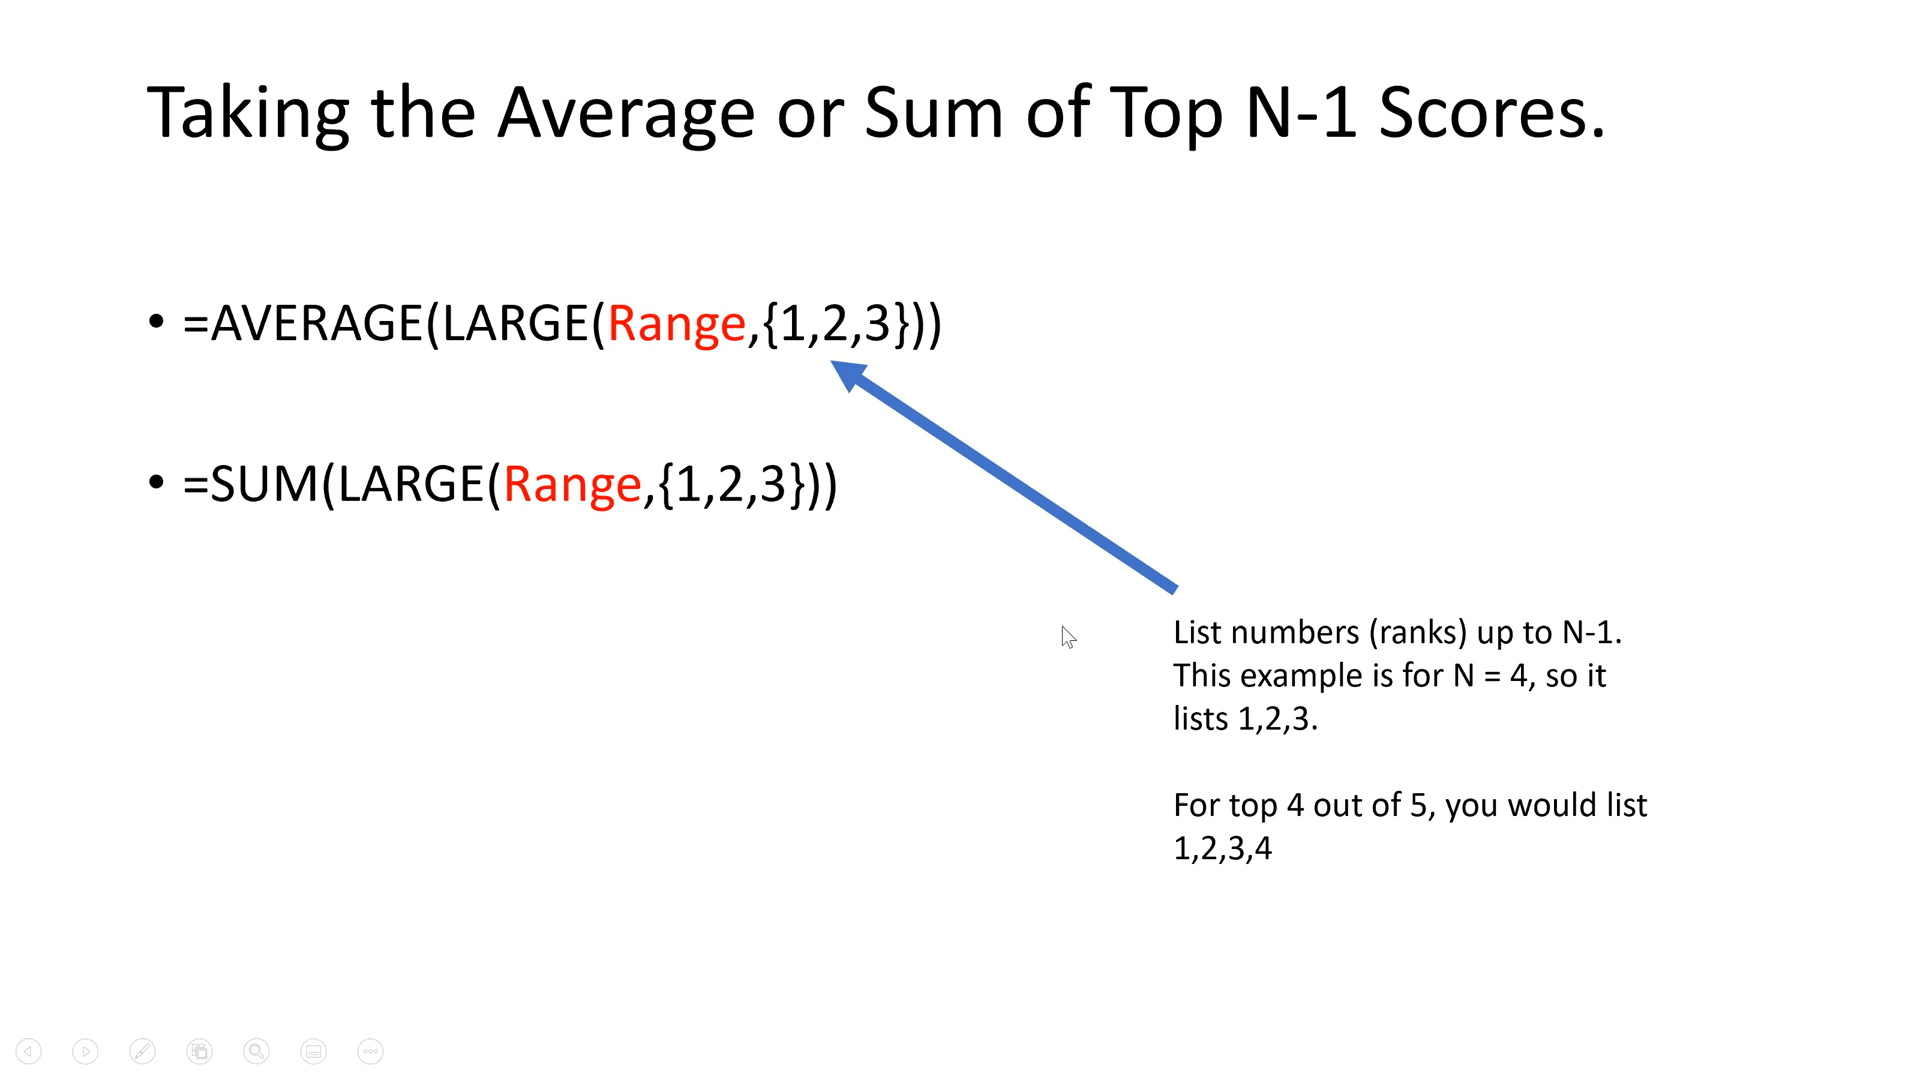 Taking the Average or Sum of Top N-1 Scores.
• =AVERAGE(LARGE(Range,{1,2,3}))
• =SUM(LARGE(Range,{1,2,3}))
List numbers (ranks) up to N-1.
This example is for N = 4, so it
lists 1,2,3.
For top 4 out of 5, you would list
1,2,3,4